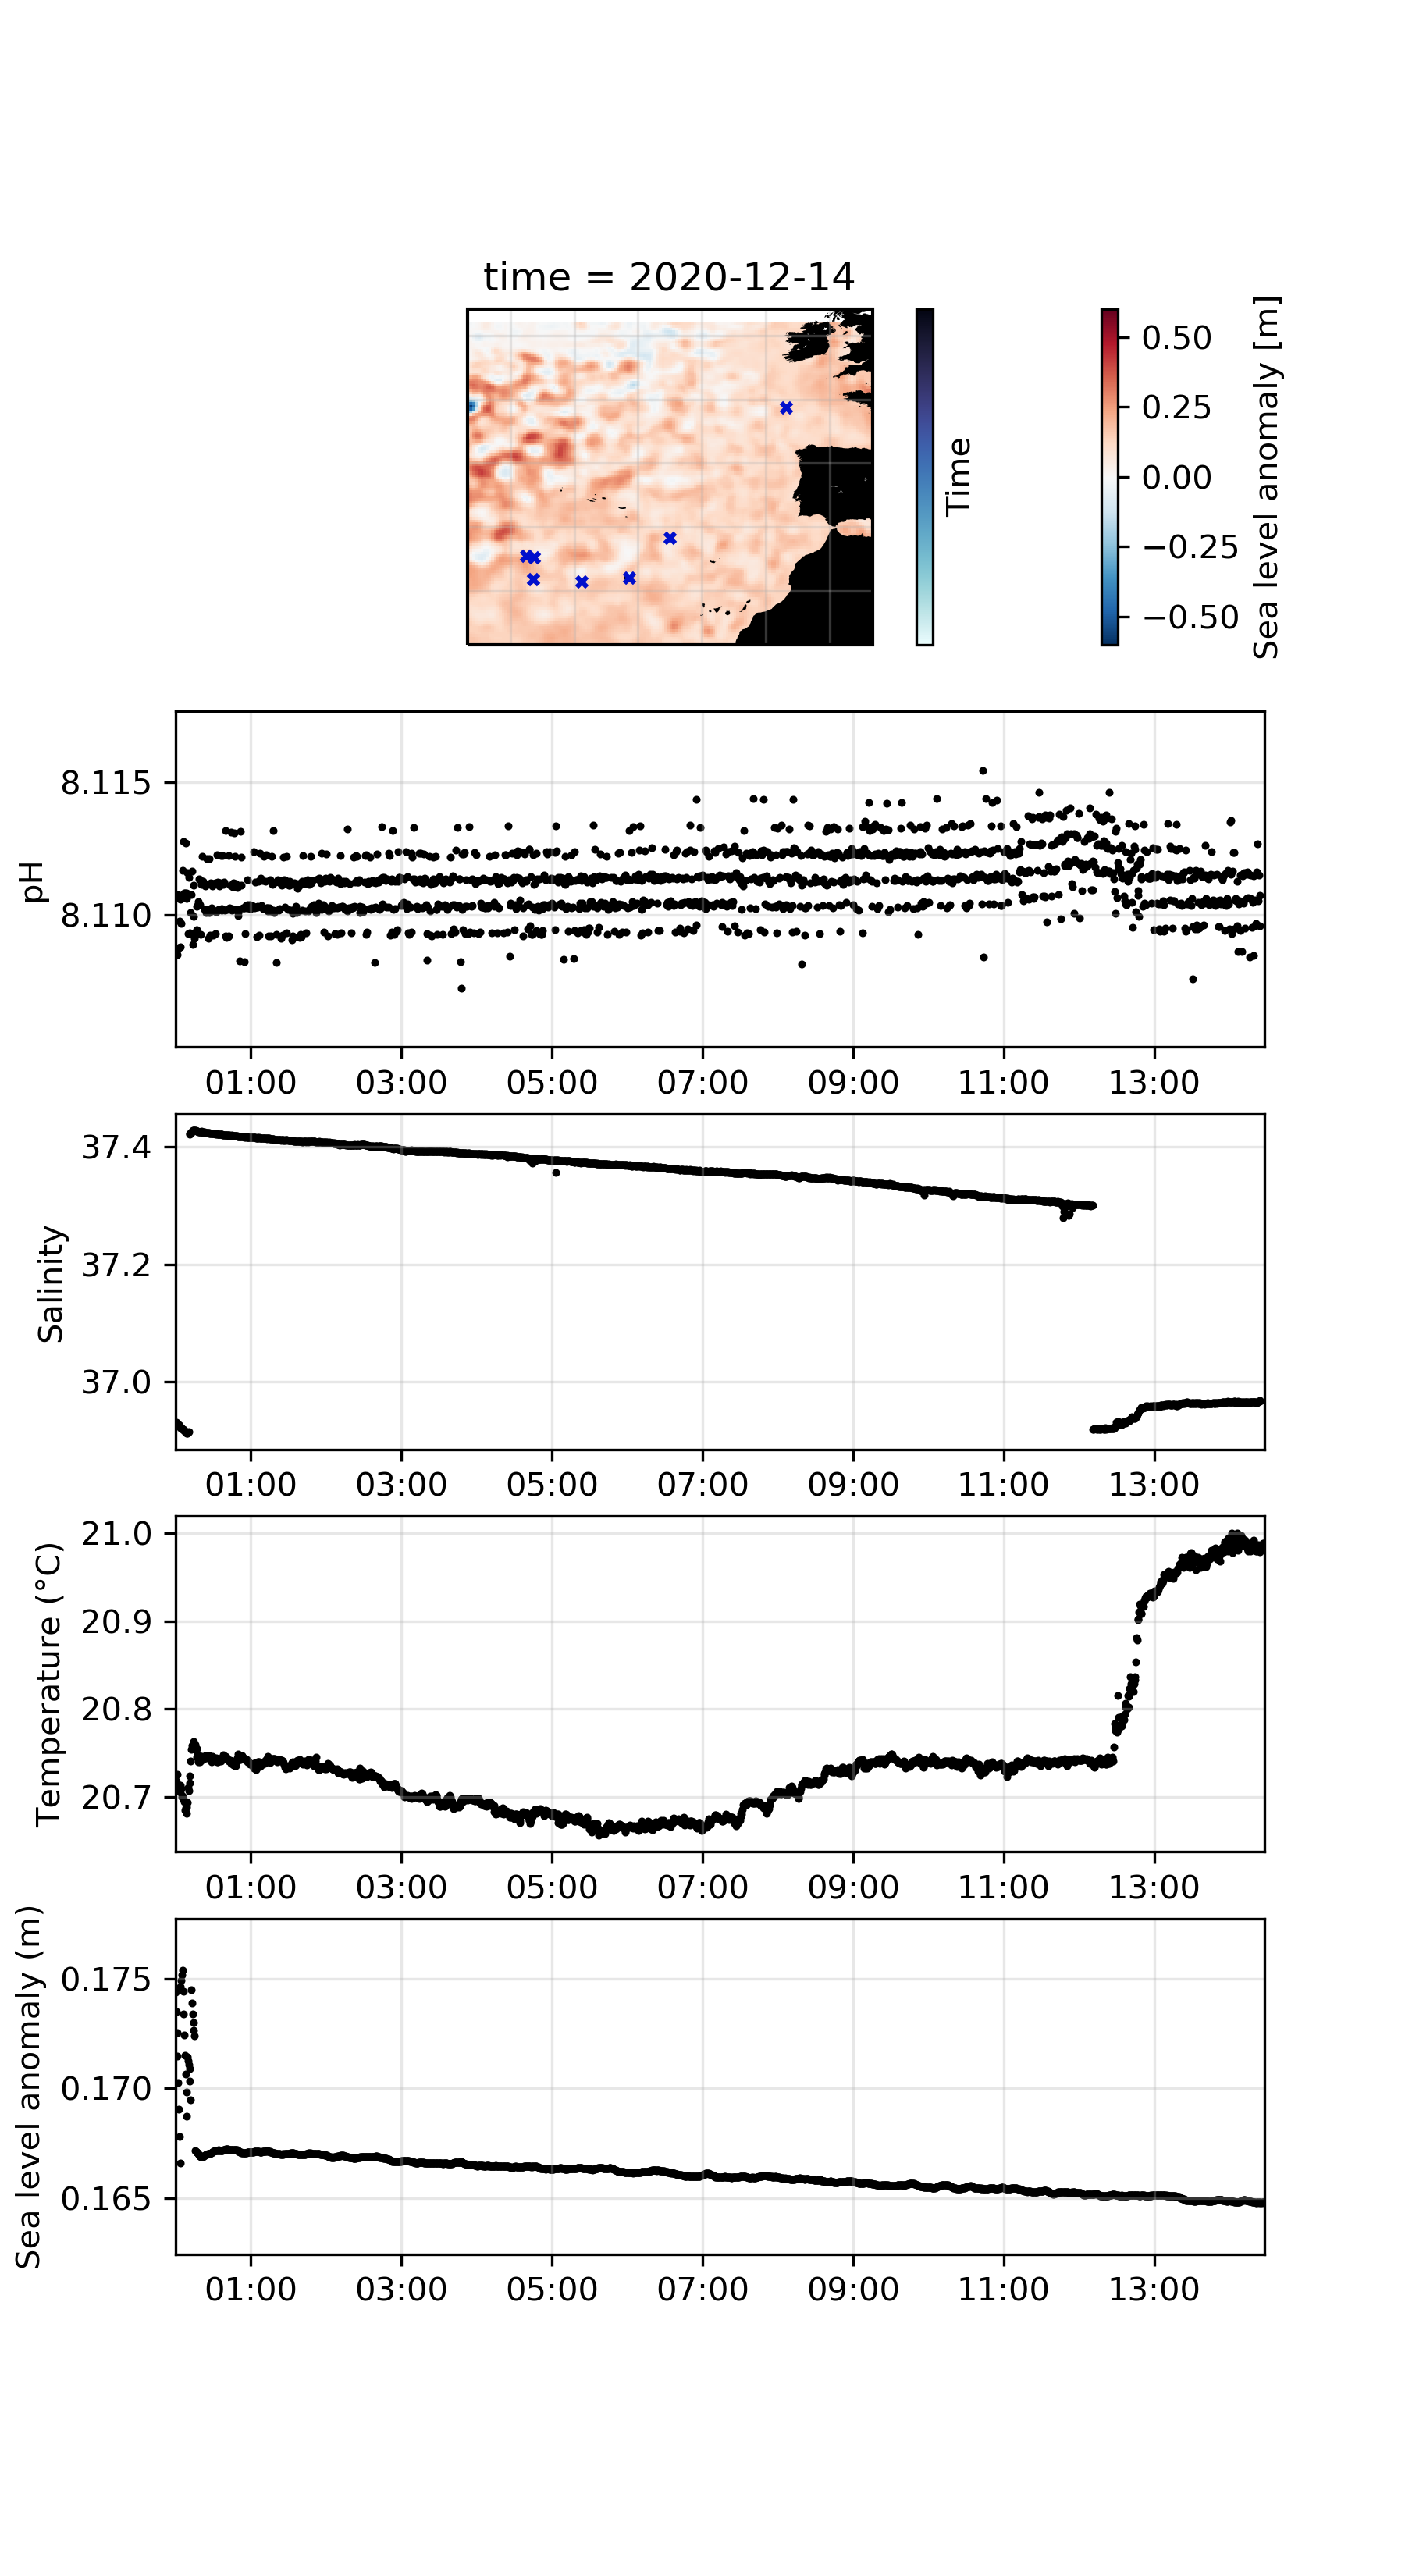 time = 2020-12-14
Time
0.50
0.25
0.00
−0.25
−0.50
Sea level anomaly [m]
pH
8.115
8.110
01:00 03:00 05:00 07:00 09:00 11:00 13:00
Salinity
37.4
37.2
37.0
01:00 03:00 05:00 07:00 09:00 11:00 13:00
Temperature (°C)
21.0
20.9
20.8
20.7
01:00 03:00 05:00 07:00 09:00 11:00 13:00
Sea level anomaly (m)
0.175
0.170
0.165
01:00 03:00 05:00 07:00 09:00 11:00 13:00